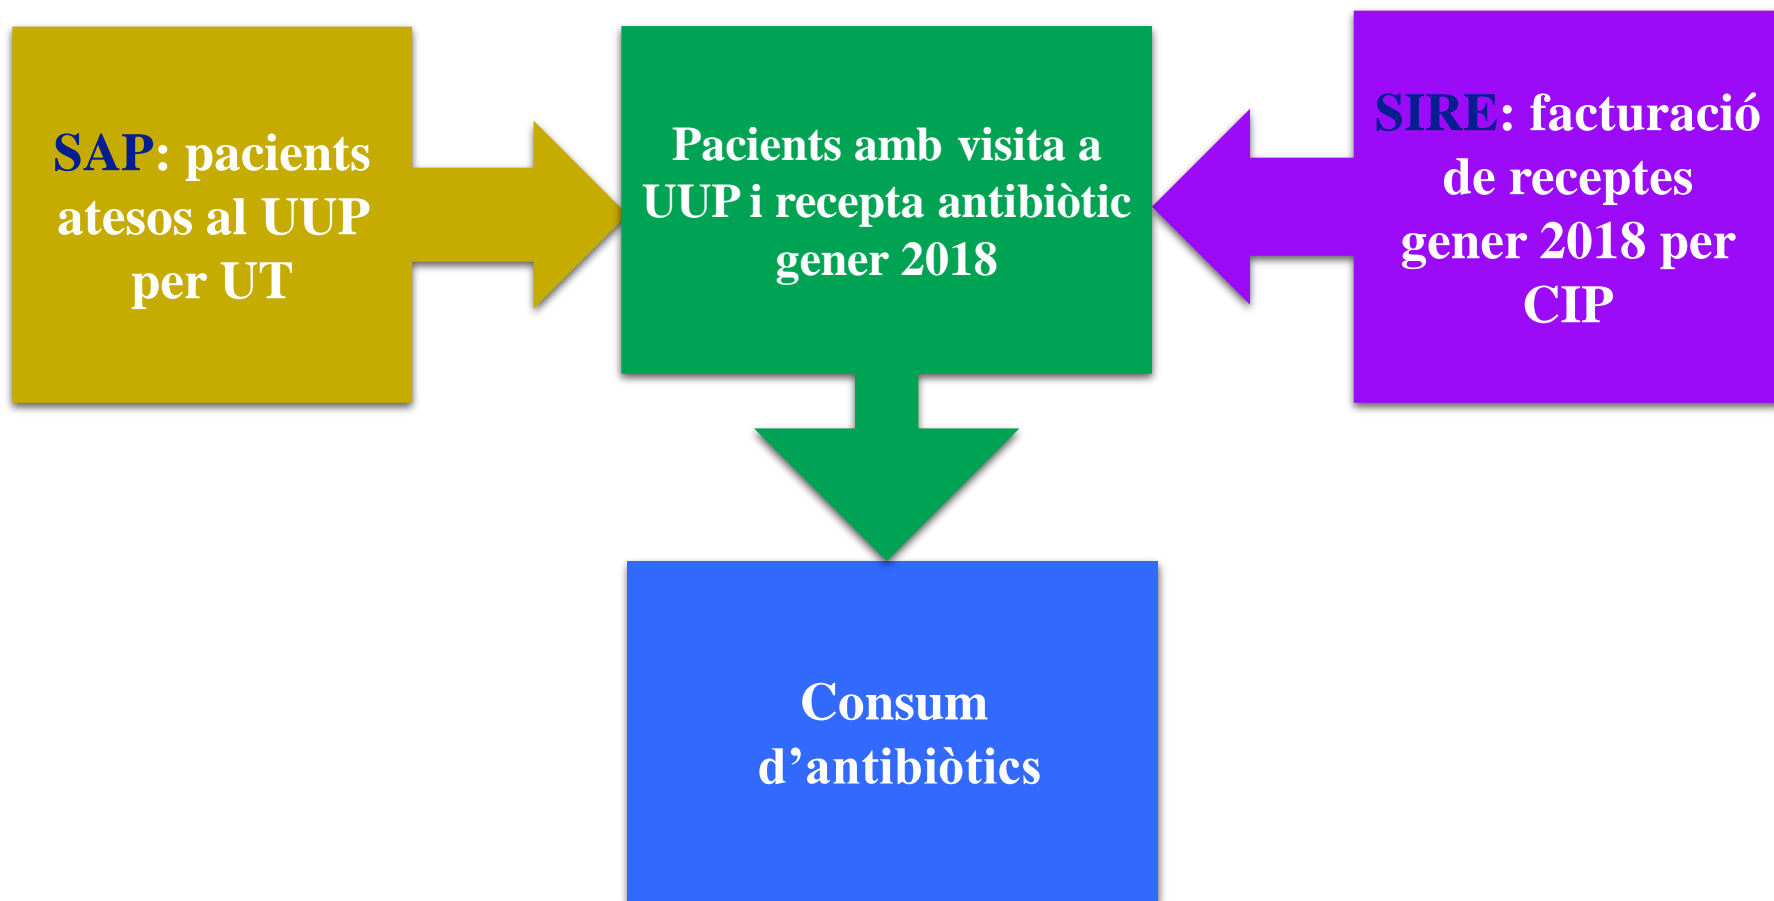 SAP: pacients
atesos al UUP
per UT
Pacients amb visita a
UUP i recepta antibiòtic
gener 2018
SIRE: facturació
de receptes
gener 2018 per
CIP
Consum
d’antibiòtics